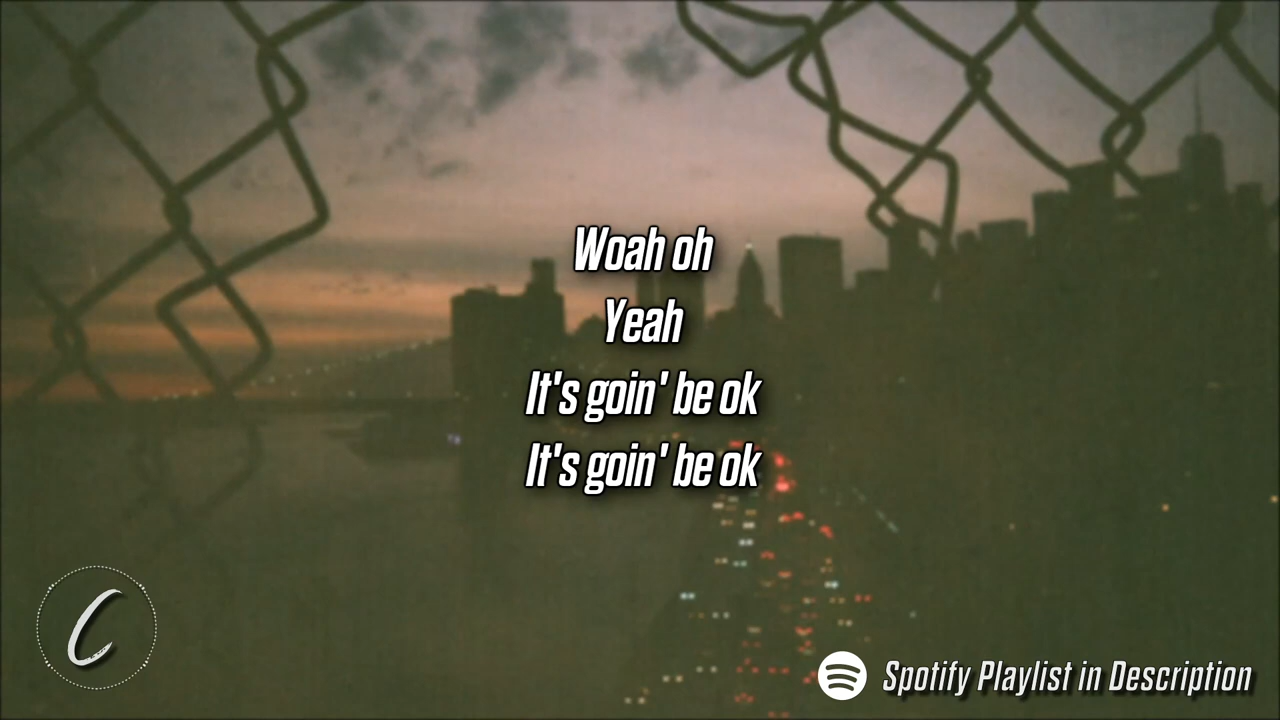 Woah oh
Yeah
It's goin' be ok
It's goin' be ok
C
Spotify Playlist in Description